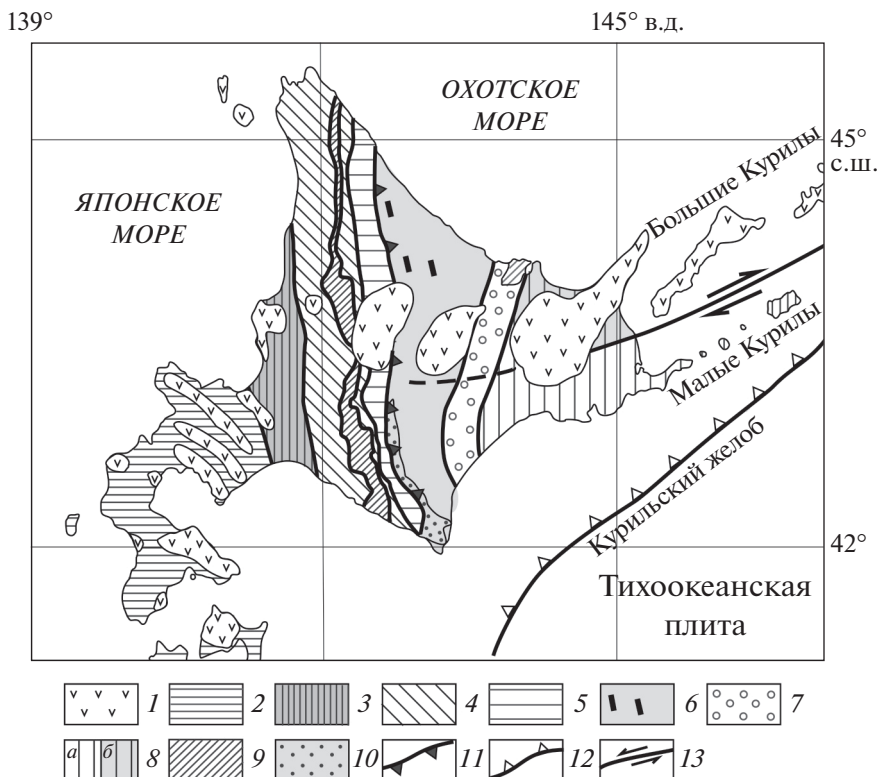 139°
145° в.д.
ОХОТСКОЕ
МОРЕ
45°
с.ш.
ЯПОНСКОЕ
МОРЕ
Большие Курилы
Малые Курилы
Курильский желоб
42°
Тихоокеанская
плита
1 2 3 4 5 6 7
а б 8 9 10 11 12 13